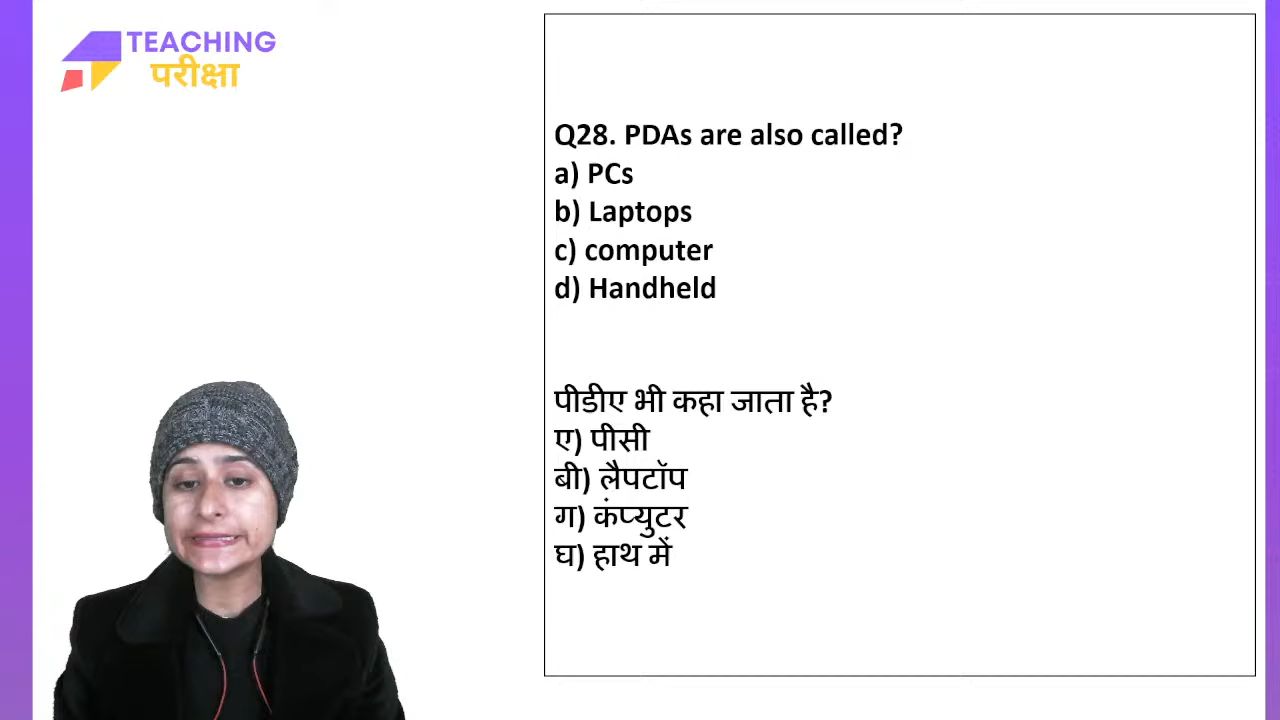 TEACHING
परीक्षा
Q28. PDAs are also called?
a) PCs
b) Laptops
c) computer
d) Handheld
पीडीए भी कहा जाता है?
ए) पीसी
बी) लैपटॉप
ग) कंप्युटर
घ) हाथ में